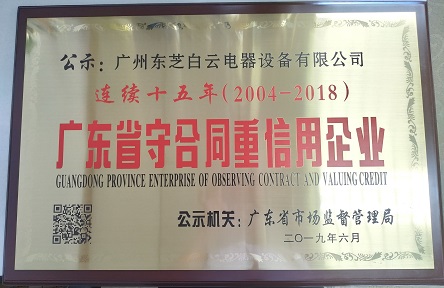 公示：广州东芝白云电器设备有限公司
连续十五年(2004-2018)
广东省守合同重信用企业
GUANGDONG PROVINCE ENTERPRISE OF OBSERVING CONTRACT AND VALUING CREDIT
公示机关：广东省市场监督管理局
二〇一九年六月